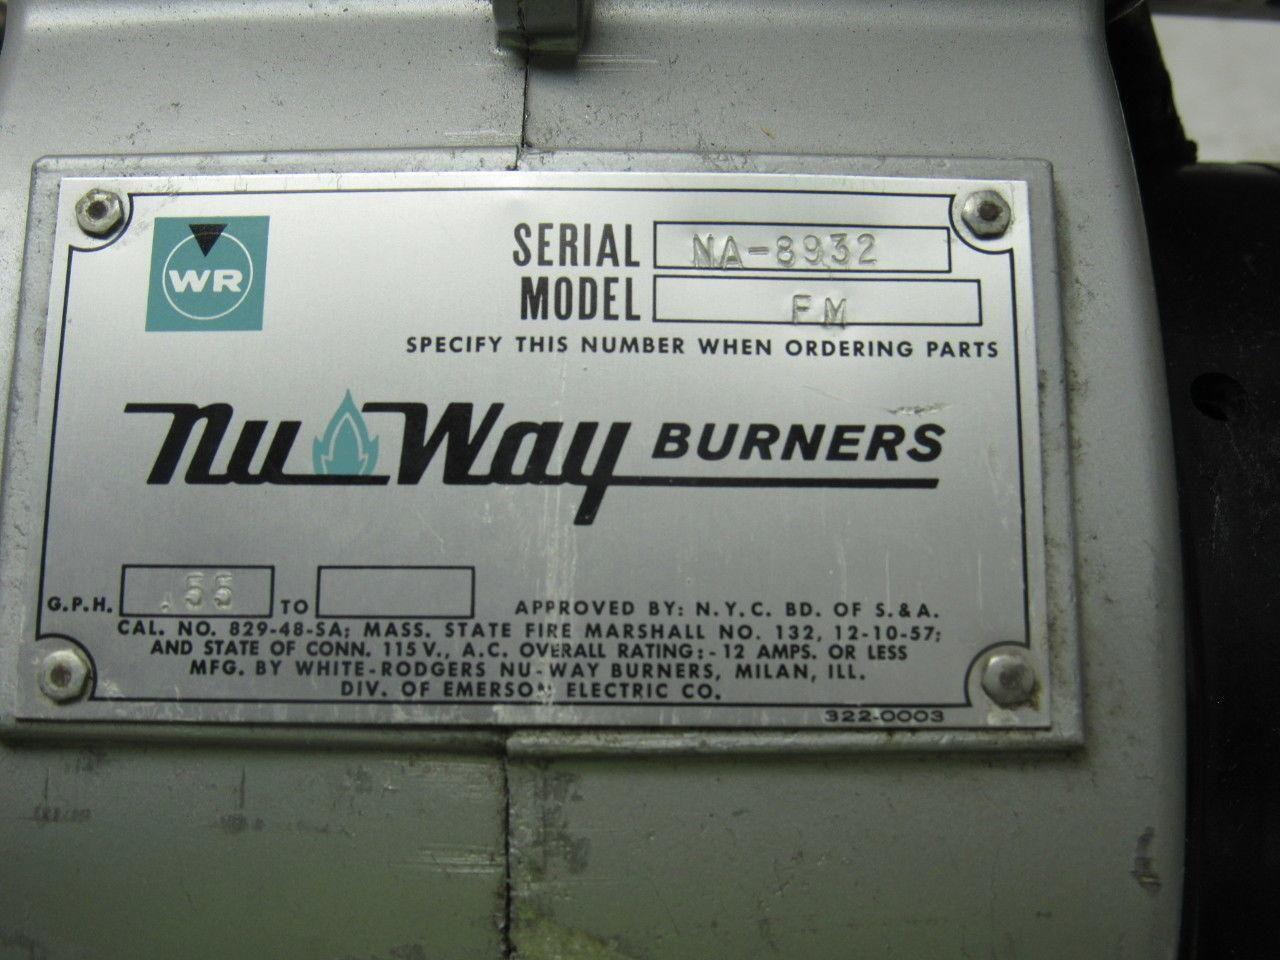 WR
SERIAL NA-8932
MODEL FM
SPECIFY THIS NUMBER WHEN ORDERING PARTS
nu Way BURNERS
G.P.H. .55 TO
APPROVED BY: N.Y.C. BD. OF S.&A.
CAL. NO. 829-48-SA; MASS. STATE FIRE MARSHALL NO. 132, 12-10-57;
AND STATE OF CONN. 115 V., A.C. OVERALL RATING:-12 AMPS. OR LESS
MFG. BY WHITE-RODGERS NU-WAY BURNERS, MILAN, ILL.
DIV. OF EMERSON ELECTRIC CO.
322-0003